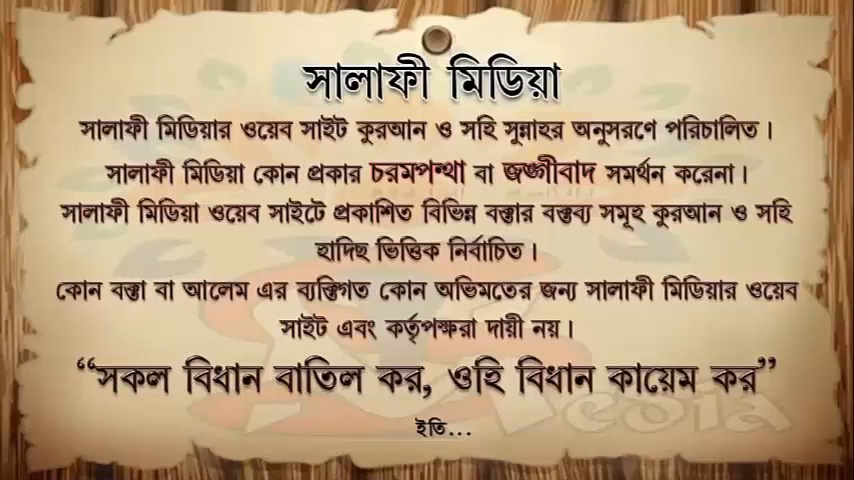 সালাফী মিডিয়া
সালাফী মিডিয়ার ওয়েব সাইট কুরআন ও সহি সুন্নাহর অনুসরণে পরিচালিত।
সালাফী মিডিয়া কোন প্রকার চরমপন্থা বা জঙ্গীবাদ সমর্থন করেনা।
সালাফী মিডিয়া ওয়েব সাইটে প্রকাশিত বিভিন্ন বক্তার বক্তব্য সমূহ কুরআন ও সহি
হাদিছ ভিত্তিক নির্বাচিত।
কোন বক্তা বা আলেম এর ব্যক্তিগত কোন অভিমতের জন্য সালাফী মিডিয়ার ওয়েব
সাইট এবং কর্তৃপক্ষরা দায়ী নয়।
“সকল বিধান বাতিল কর, ওহি বিধান কায়েম কর”
ইতি...